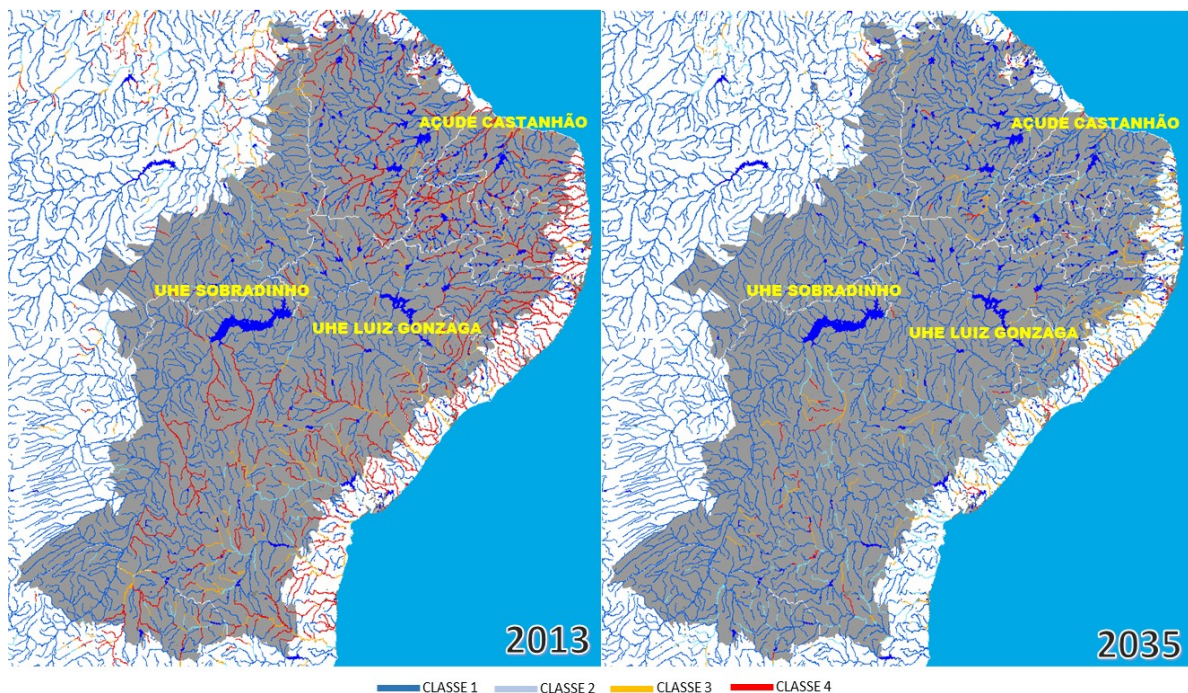 AÇUDE CASTANHÃO
UHE SOBRADINHO
UHE LUIZ GONZAGA
2013
AÇUDE CASTANHÃO
UHE SOBRADINHO
UHE LUIZ GONZAGA
2035
CLASSE 1 CLASSE 2 CLASSE 3 CLASSE 4